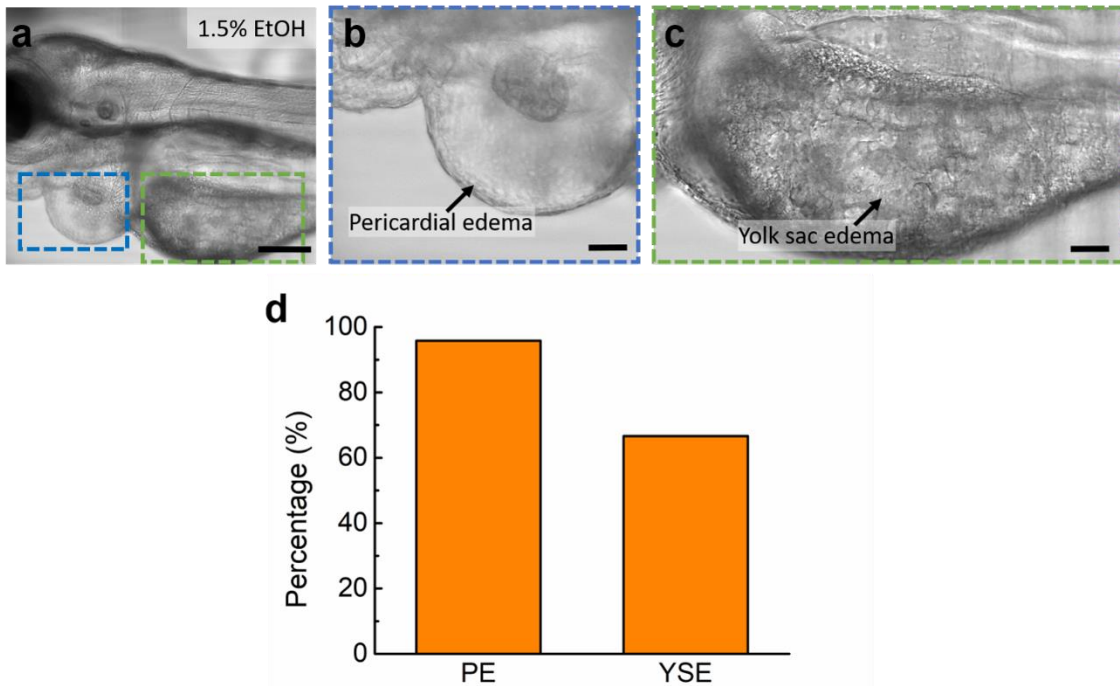 a
1.5% EtOH
b
Pericardial edema
c
Yolk sac edema
d
Percentage (%)
100
80
60
40
20
0
PE
YSE